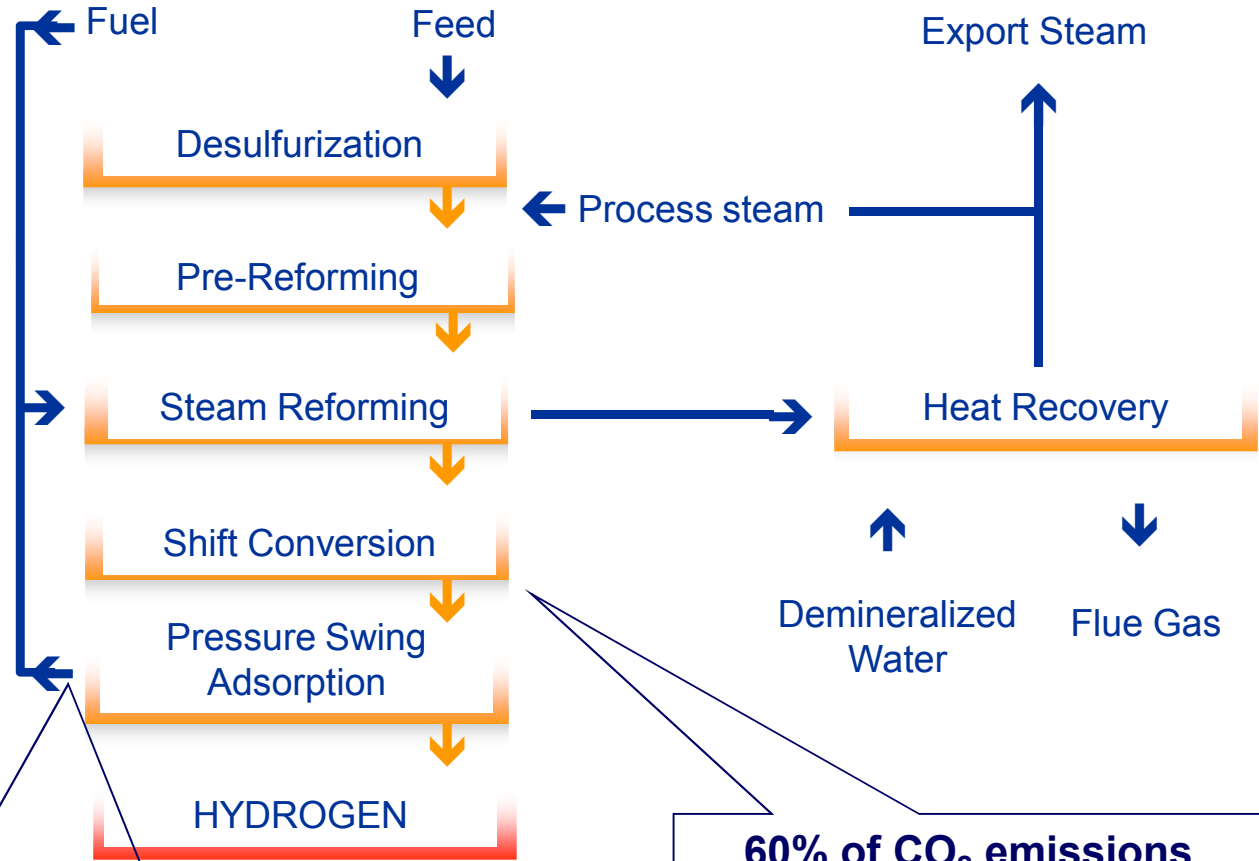 Fuel
Feed
Export Steam
Desulfurization
Process steam
Pre-Reforming
Steam Reforming
Heat Recovery
Shift Conversion
Demineralized
Water
Flue Gas
Pressure Swing
Adsorption
HYDROGEN
60% of CO₂ emissions